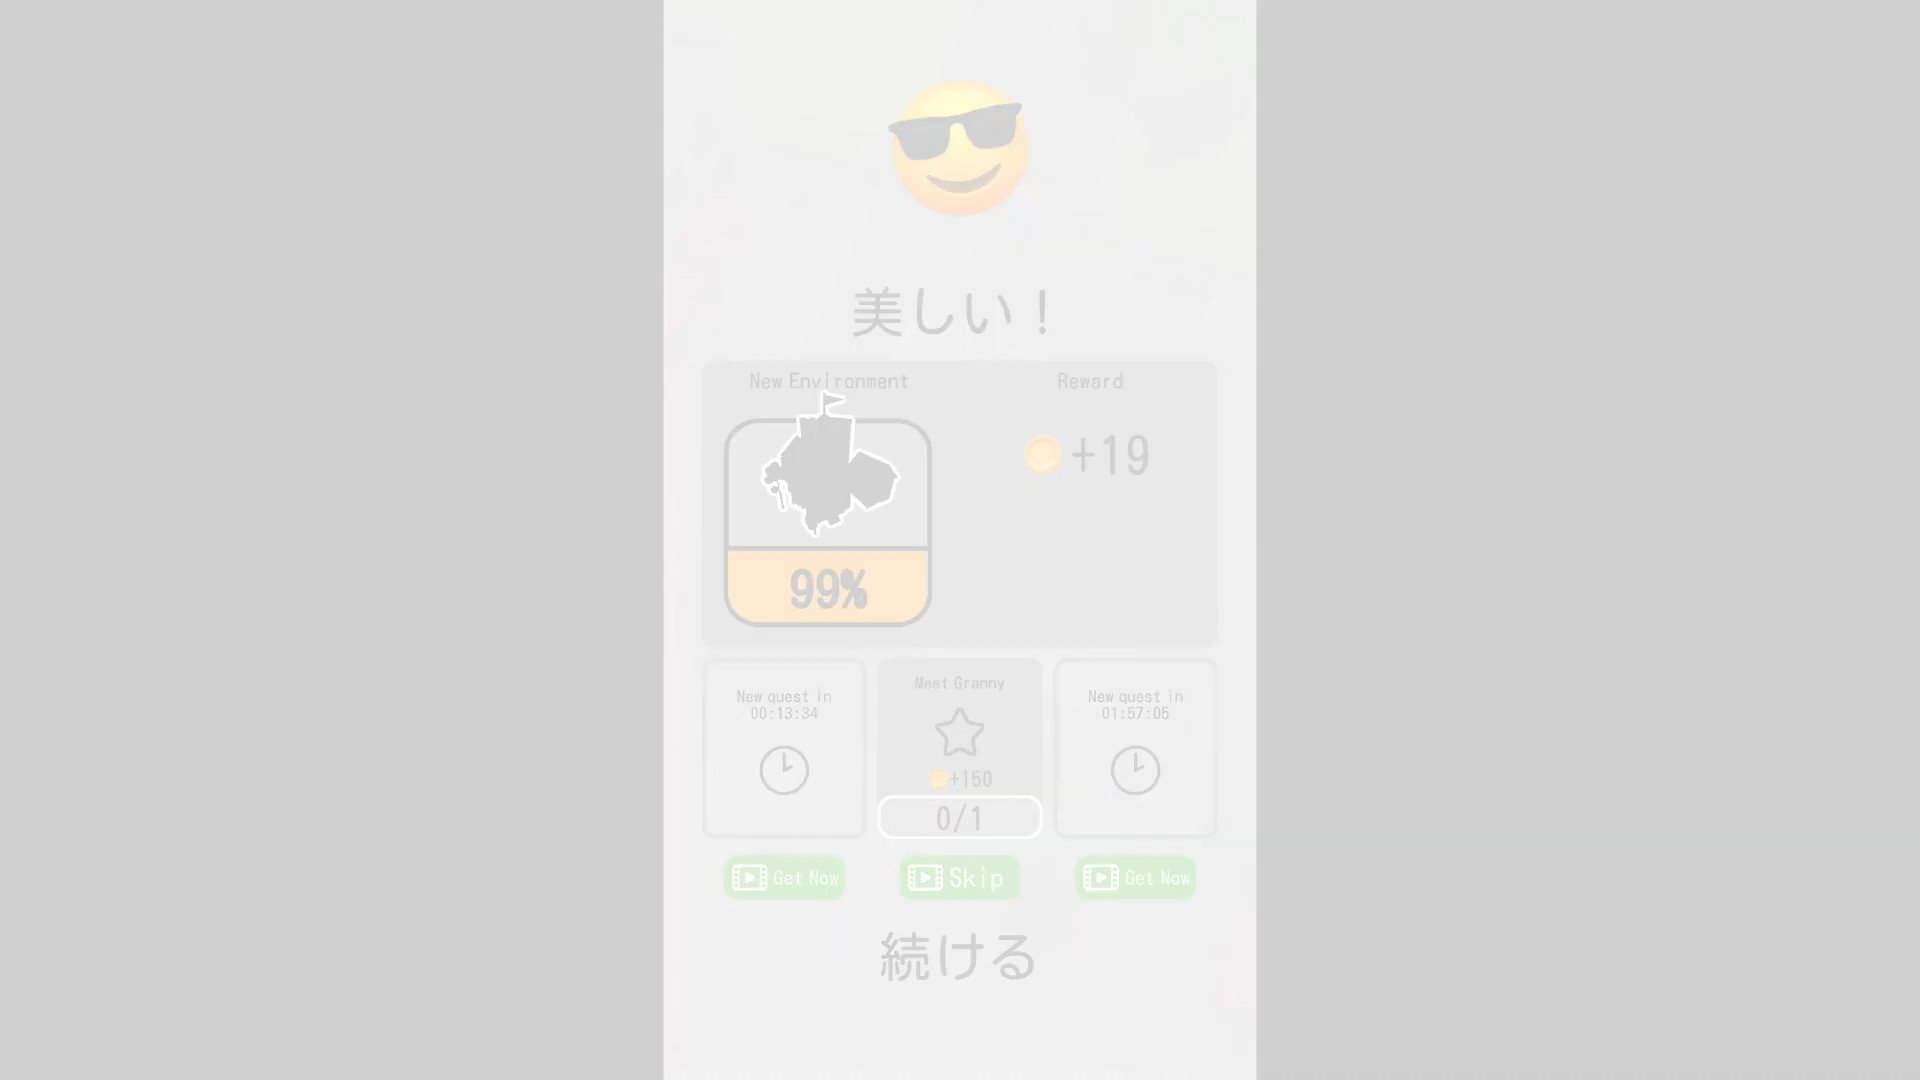 美しい！
New Environment
Reward
+19
99%
New quest in
00:13:34
Meet Granny
+150
0/1
New quest in
01:57:05
Get Now
Skip
Get Now
続ける